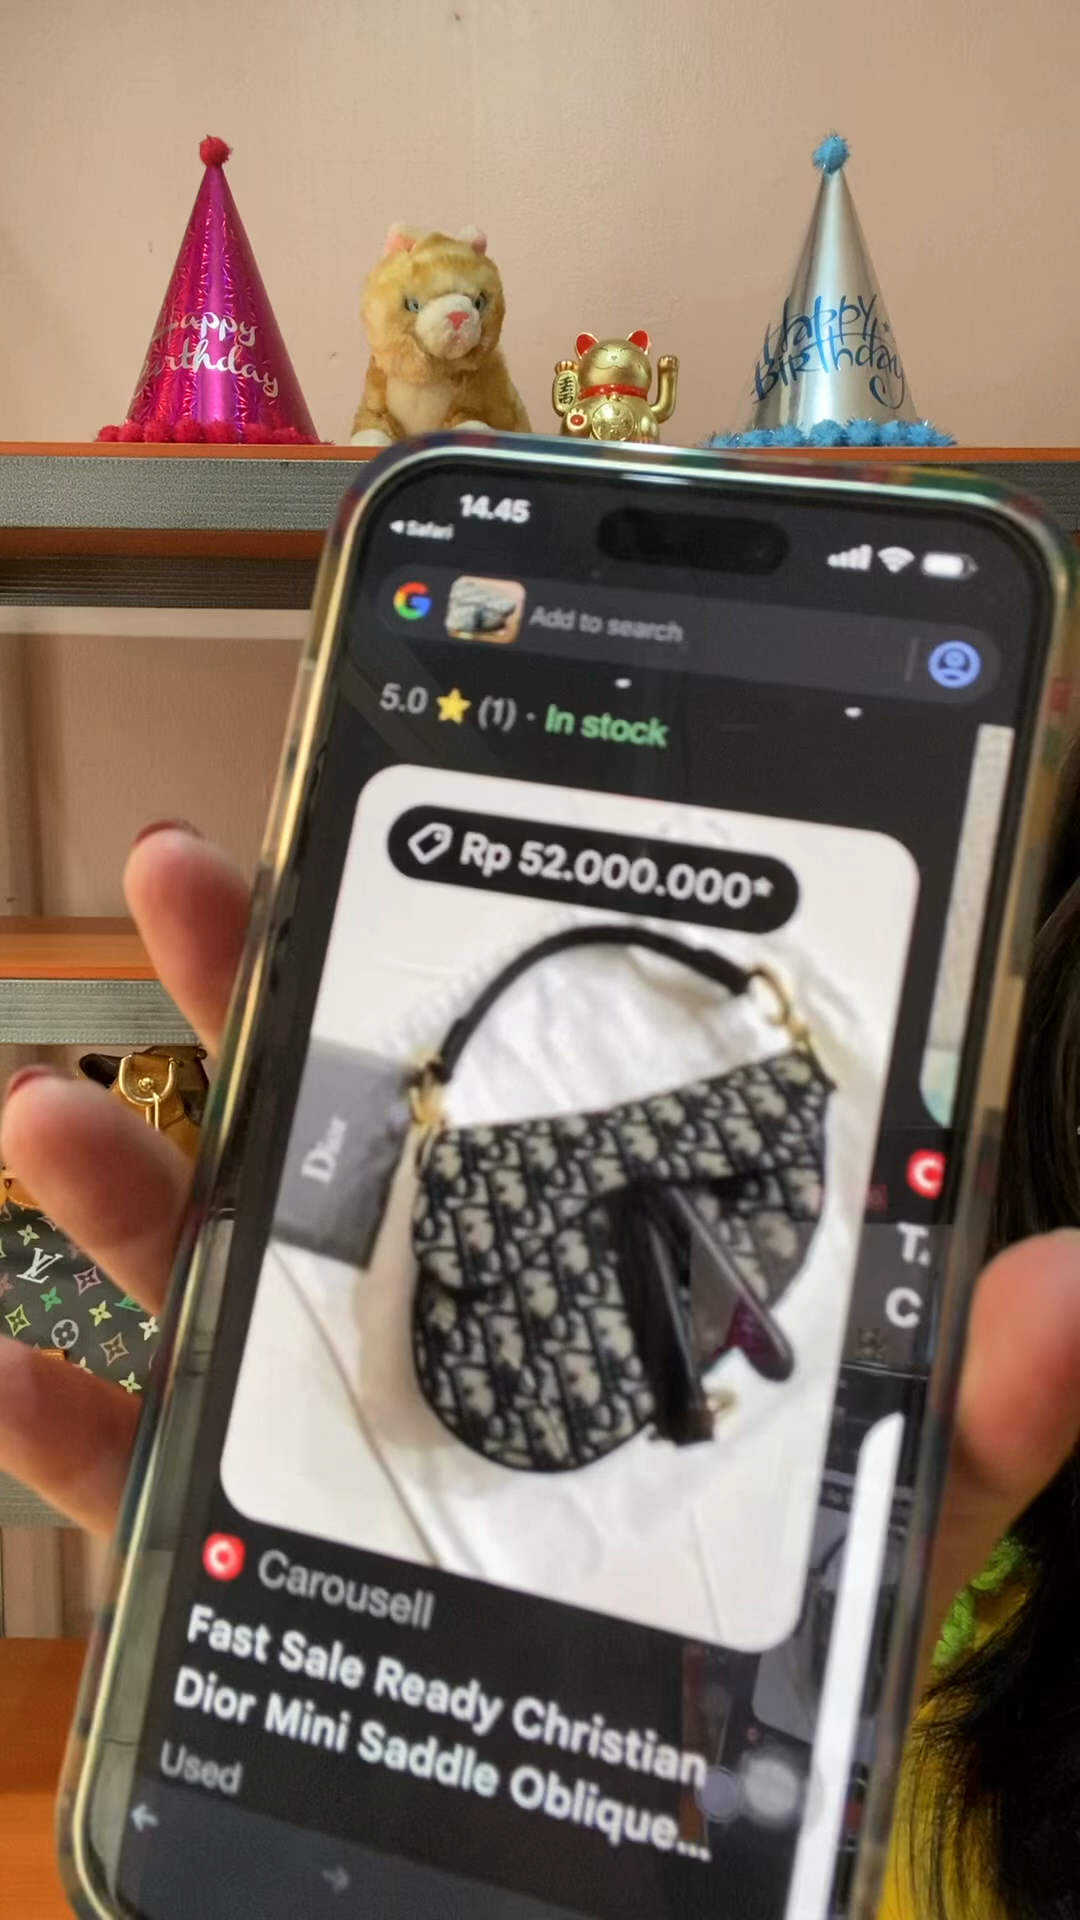 Happy
Birthday
Happy
Birthday
14.45
Safari
Add to search
5.0 (1) · In stock
Rp 52.000.000*
Dior
Carousell
Fast Sale Ready Christian
Dior Mini Saddle Oblique...
Used